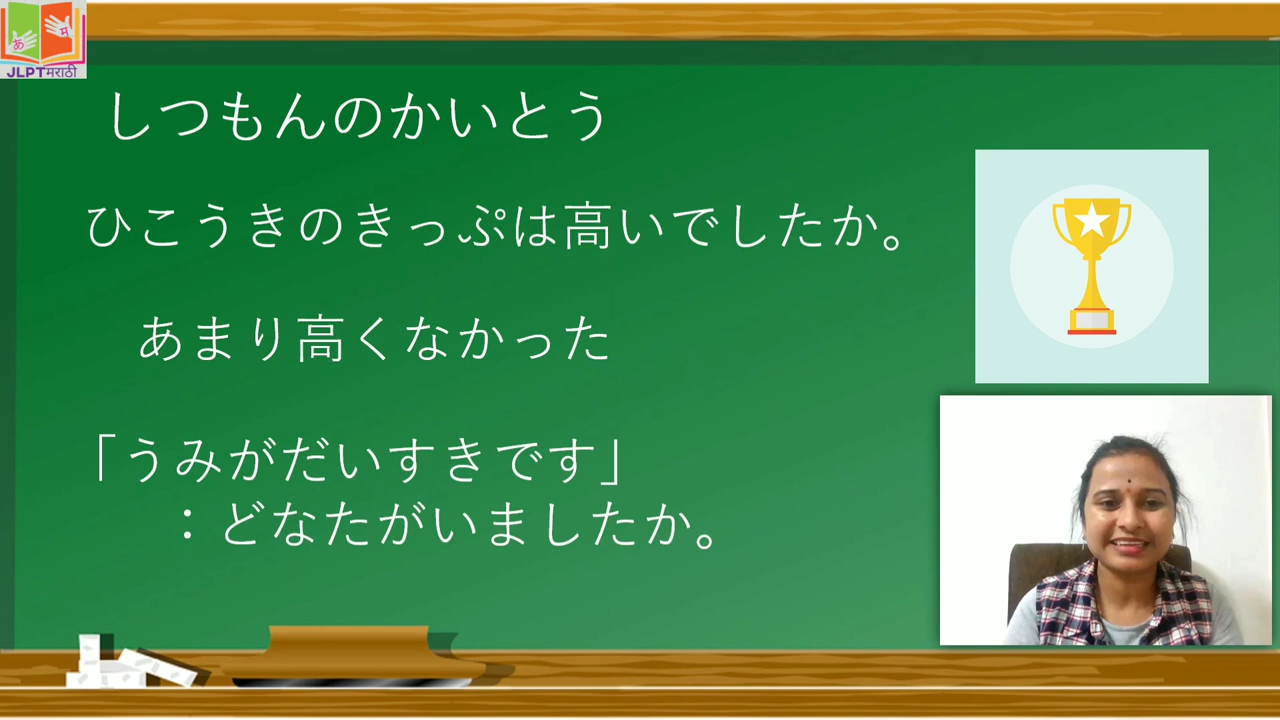 あ म
JLPTमराठी
しつもんのかいとう
ひこうきのきっぷは高いでしたか。
あまり高くなかった
「うみがだいすきです」
：どなたがいましたか。